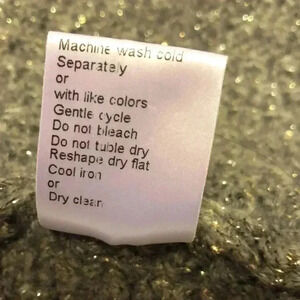 Machine wash cold
Separately
or
with like colors
Gentle cycle
Do not bleach
Do not tuble dry
Reshape dry flat
Cool iron
or
Dry clean